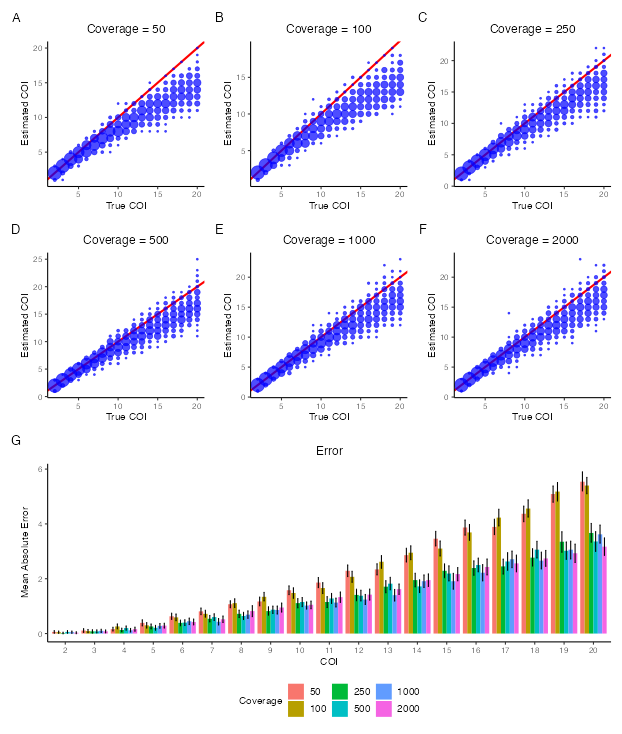 A B C
Coverage = 50 Coverage = 100 Coverage = 250
Estimated COI Estimated COI Estimated COI
20
15
10
5
15
10
5
20
15
10
5
0
5 10 15 20 5 10 15 20 5 10 15 20
True COI True COI True COI
D E F
Coverage = 500 Coverage = 1000 Coverage = 2000
Estimated COI Estimated COI Estimated COI
25
20
15
10
5
0
20
15
10
5
0
20
15
10
5
0
5 10 15 20 5 10 15 20 5 10 15 20
True COI True COI True COI
G
Error
Mean Absolute Error
6
4
2
0
2 3 4 5 6 7 8 9 10 11 12 13 14 15 16 17 18 19 20
COI
Coverage
50 250 1000
100 500 2000